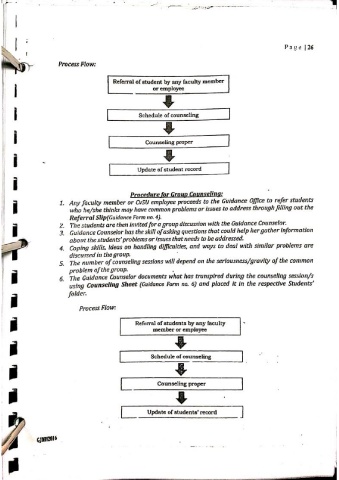 Page | 26
Process Flow:
Referral of student by any faculty member
or employee
Schedule of counseling
Counseling proper
Update of student record
Procedure for Group Counseling:
1. Any faculty member or CvSU employee proceeds to the Guidance Office to refer students
who he/she thinks may have common problems or issues to address through filling out the
Referral Slip(Guidance Form no. 4).
2. The students are then invited for a group discussion with the Guidance Counselor.
3. Guidance Counselor has the skill of asking questions that could help her gather information
about the students' problems or issues that needs to be addressed.
4. Coping skills, ideas on handling difficulties, and ways to deal with similar problems are
discussed in the group.
5. The number of counseling sessions will depend on the seriousness/gravity of the common
problem of the group.
6. The Guidance Counselor documents what has transpired during the counseling session/s
using Counseling Sheet (Guidance Form no. 6) and placed it in the respective Students'
folder.
Process Flow:
Referral of students by any faculty
member or employee
Schedule of counseling
Counseling proper
Update of students' record